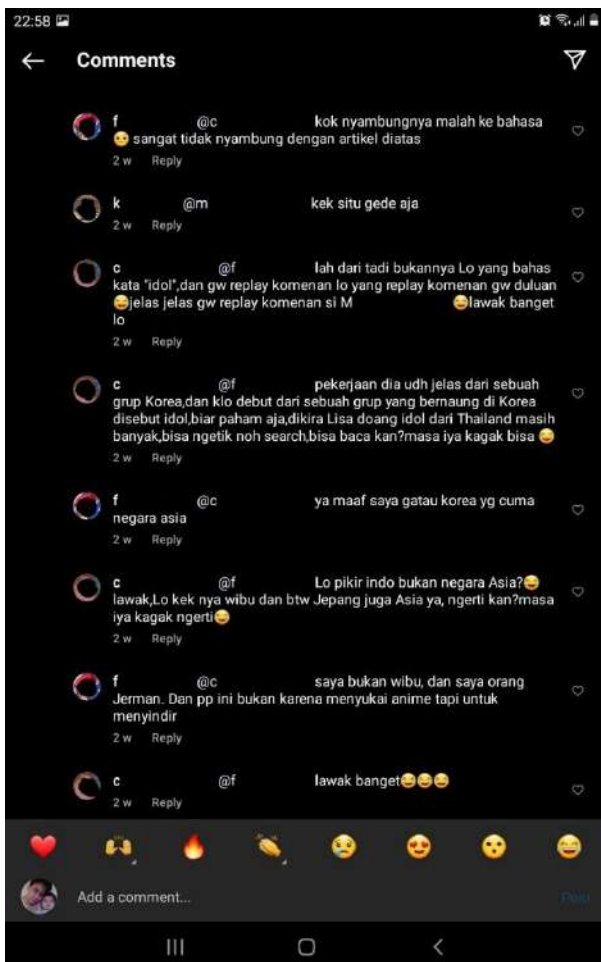 22:58
Comments
f @c kok nyambungnya malah ke bahasa
😐 sangat tidak nyambung dengan artikel diatas
2 w Reply
k @m kek situ gede aja
2 w Reply
c @f lah dari tadi bukannya Lo yang bahas
kata "idol",dan gw replay komenan lo yang replay komenan gw duluan
😂jelas jelas gw replay komenan si M 😂lawak banget
lo
2 w Reply
c @f pekerjaan dia udh jelas dari sebuah
grup Korea,dan klo debut dari sebuah grup yang bernaung di Korea
disebut idol,biar paham aja,dikira Lisa doang idol dari Thailand masih
banyak,bisa ngetik noh search,bisa baca kan?masa iya kagak bisa 😂
2 w Reply
f @c ya maaf saya gatau korea yg cuma
negara asia
2 w Reply
c @f Lo pikir indo bukan negara Asia?😂
lawak,Lo kek nya wibu dan btw Jepang juga Asia ya, ngerti kan?masa
iya kagak ngerti😂
2 w Reply
f @c saya bukan wibu, dan saya orang
Jerman. Dan pp ini bukan karena menyukai anime tapi untuk
menyindir
2 w Reply
c @f lawak banget😂😂😂
2 w Reply
Add a comment...
Post